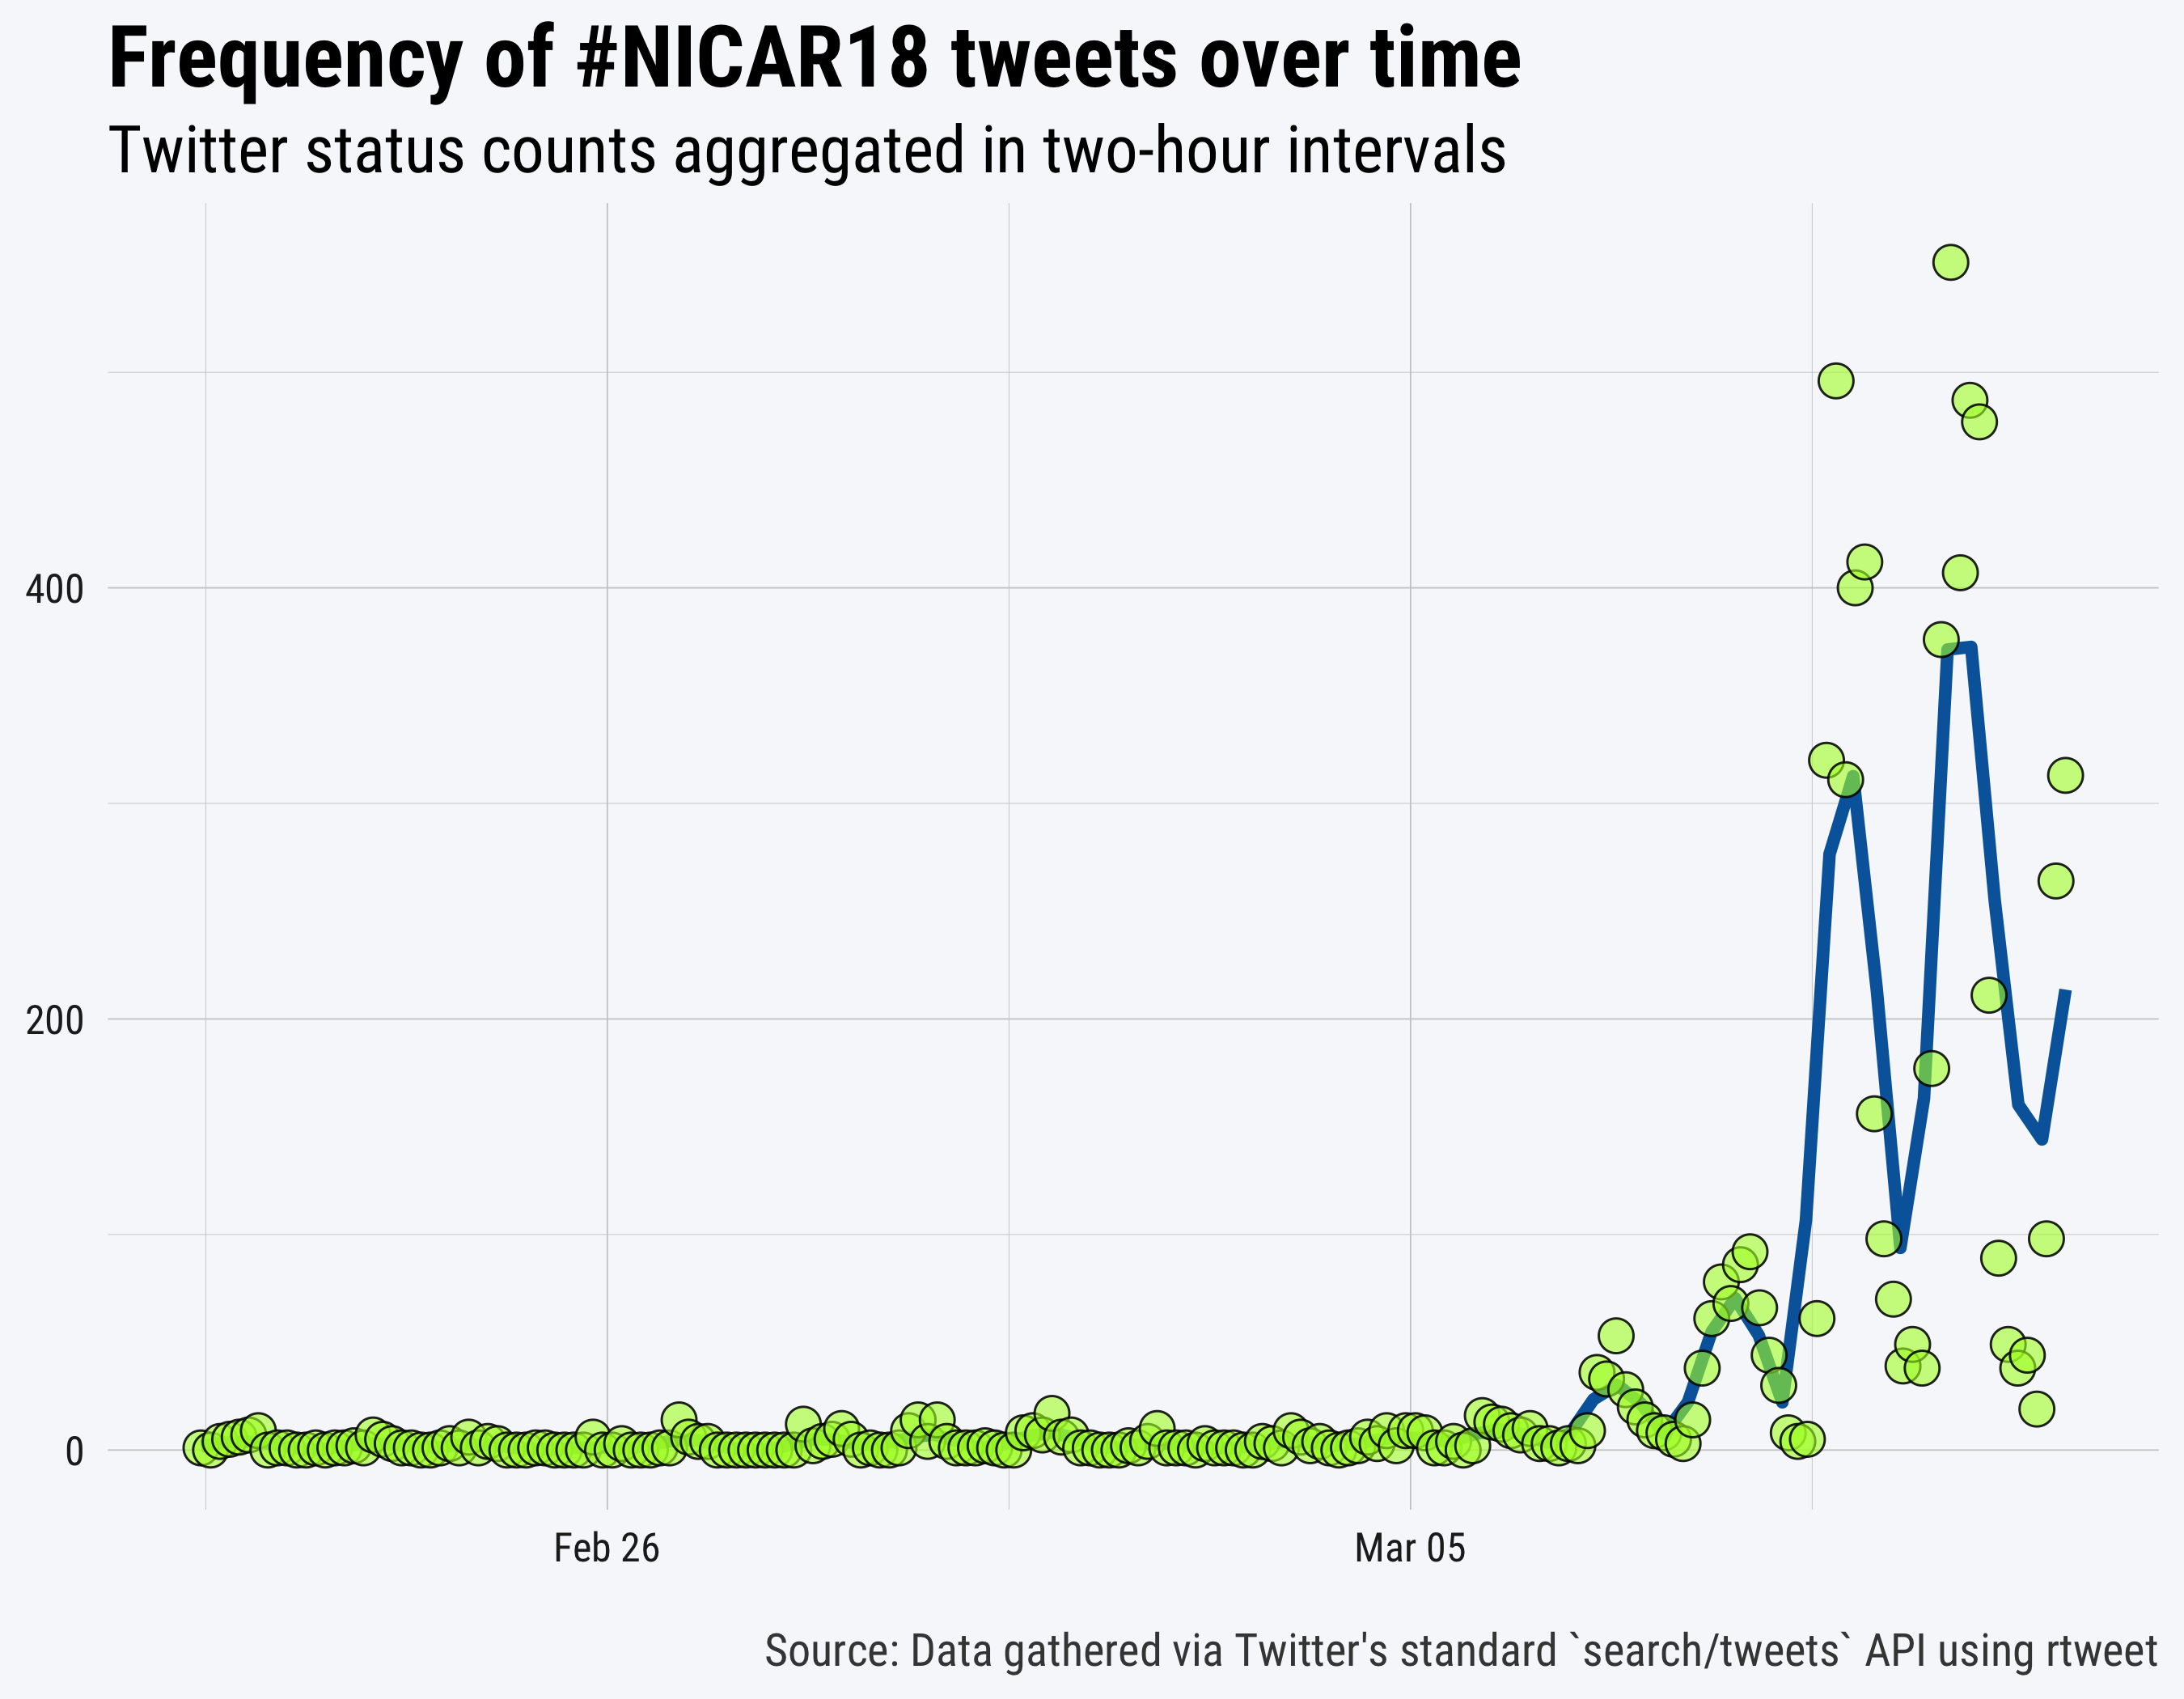 Frequency of #NICAR18 tweets over time
Twitter status counts aggregated in two-hour intervals
400
200
0
Feb 26
Mar 05
Source: Data gathered via Twitter's standard `search/tweets` API using rtweet